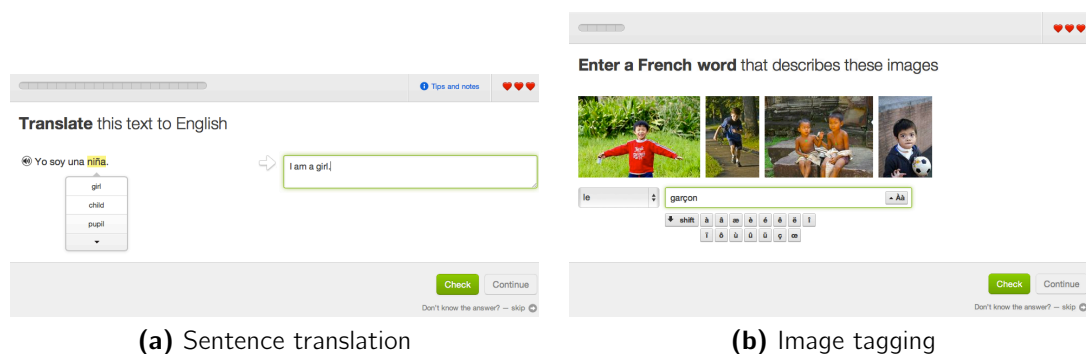 Tips and notes
Translate this text to English
Yo soy una niña.
I am a girl.
girl
child
pupil
Check Continue
Don't know the answer? — skip
(a) Sentence translation
Enter a French word that describes these images
le garçon Àà
shift à â æ è é ê ë î
ï ô ù û ü ç œ
Check Continue
Don't know the answer? — skip
(b) Image tagging